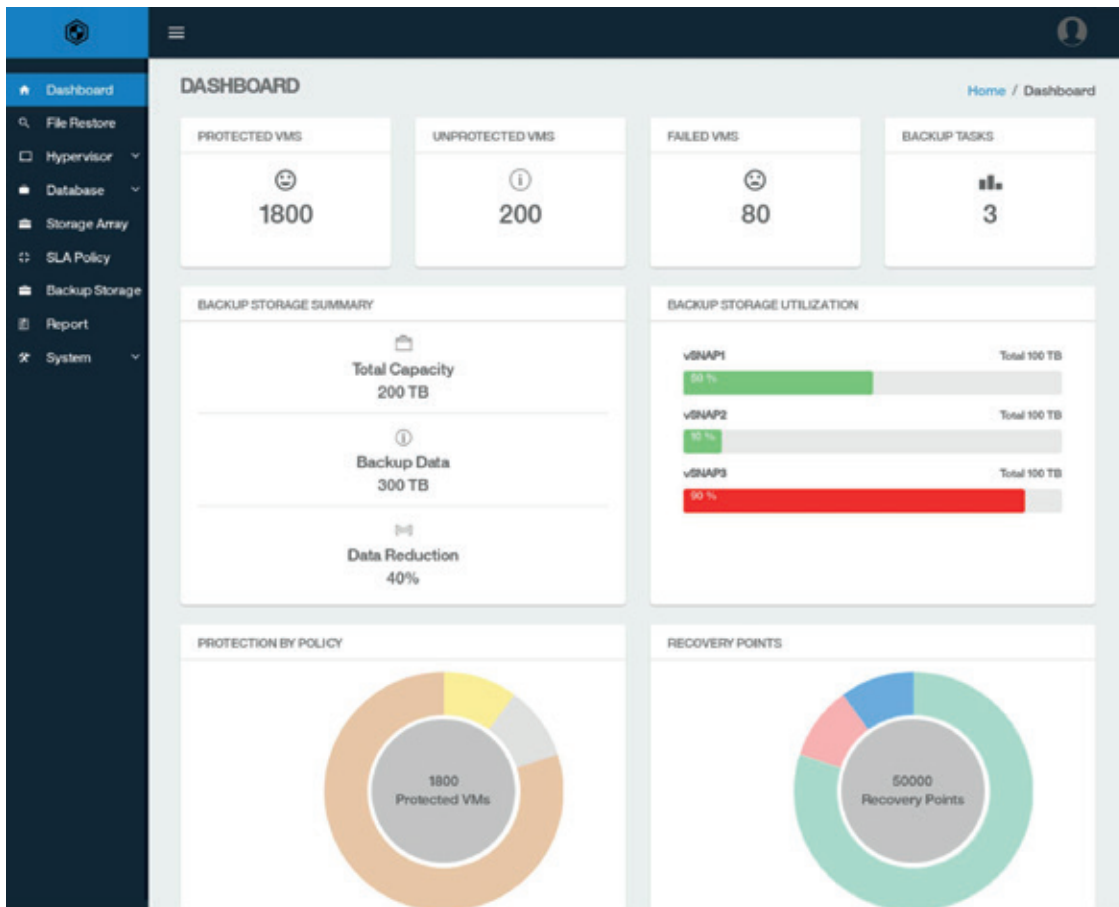 DASHBOARD
Home / Dashboard
Dashboard
File Restore
Hypervisor
Database
Storage Array
SLA Policy
Backup Storage
Report
System
PROTECTED VMS
1800
UNPROTECTED VMS
200
FAILED VMS
80
BACKUP TASKS
3
BACKUP STORAGE SUMMARY
Total Capacity
200 TB
Backup Data
300 TB
Data Reduction
40%
BACKUP STORAGE UTILIZATION
vSNAP1 Total 100 TB
50 %
vSNAP2 Total 100 TB
10 %
vSNAP3 Total 100 TB
90 %
PROTECTION BY POLICY
1800
Protected VMs
RECOVERY POINTS
50000
Recovery Points